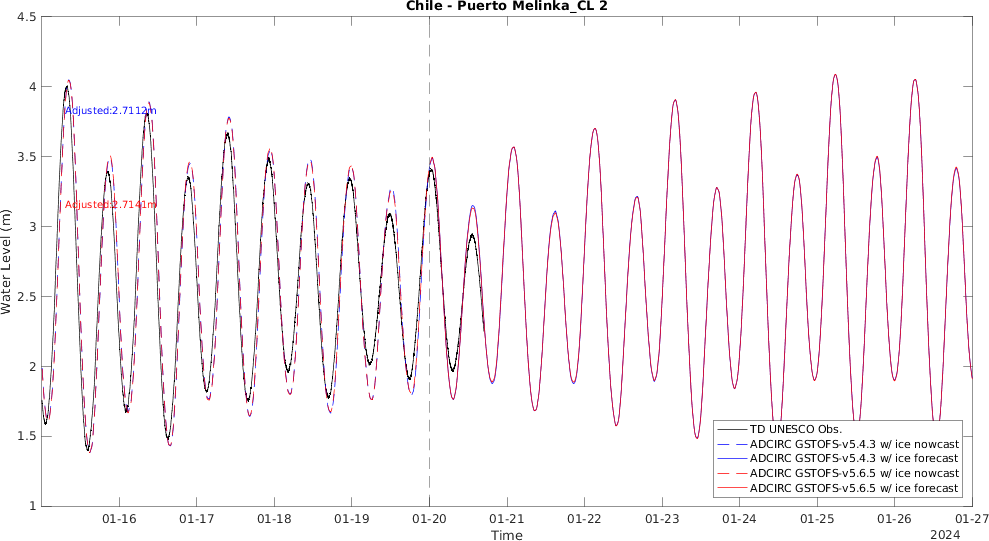 Chile - Puerto Melinka_CL 2
4.5
4
3.5
3
2.5
2
1.5
1
Water Level (m)
Adjusted:2.7112m
Adjusted:2.7141m
TD UNESCO Obs.
ADCIRC GSTOFS-v5.4.3 w/ ice nowcast
ADCIRC GSTOFS-v5.4.3 w/ ice forecast
ADCIRC GSTOFS-v5.6.5 w/ ice nowcast
ADCIRC GSTOFS-v5.6.5 w/ ice forecast
01-16 01-17 01-18 01-19 01-20 01-21 01-22 01-23 01-24 01-25 01-26 01-27
Time
2024